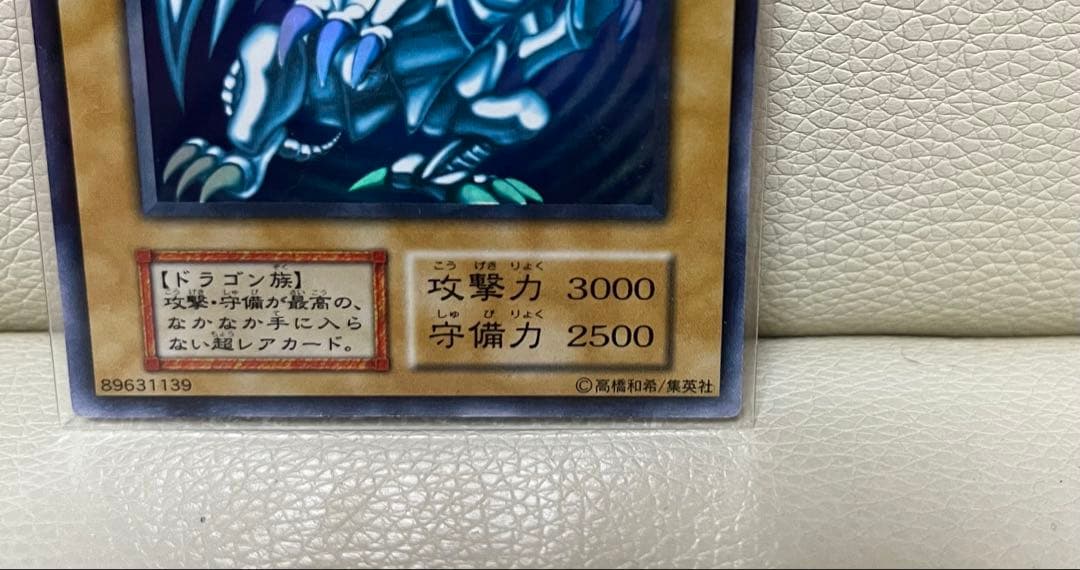 【ドラゴン族】
攻撃・守備が最高の、
なかなか手に入ら
ない超レアカード。
攻撃力 3000
守備力 2500
89631139
©高橋和希/集英社